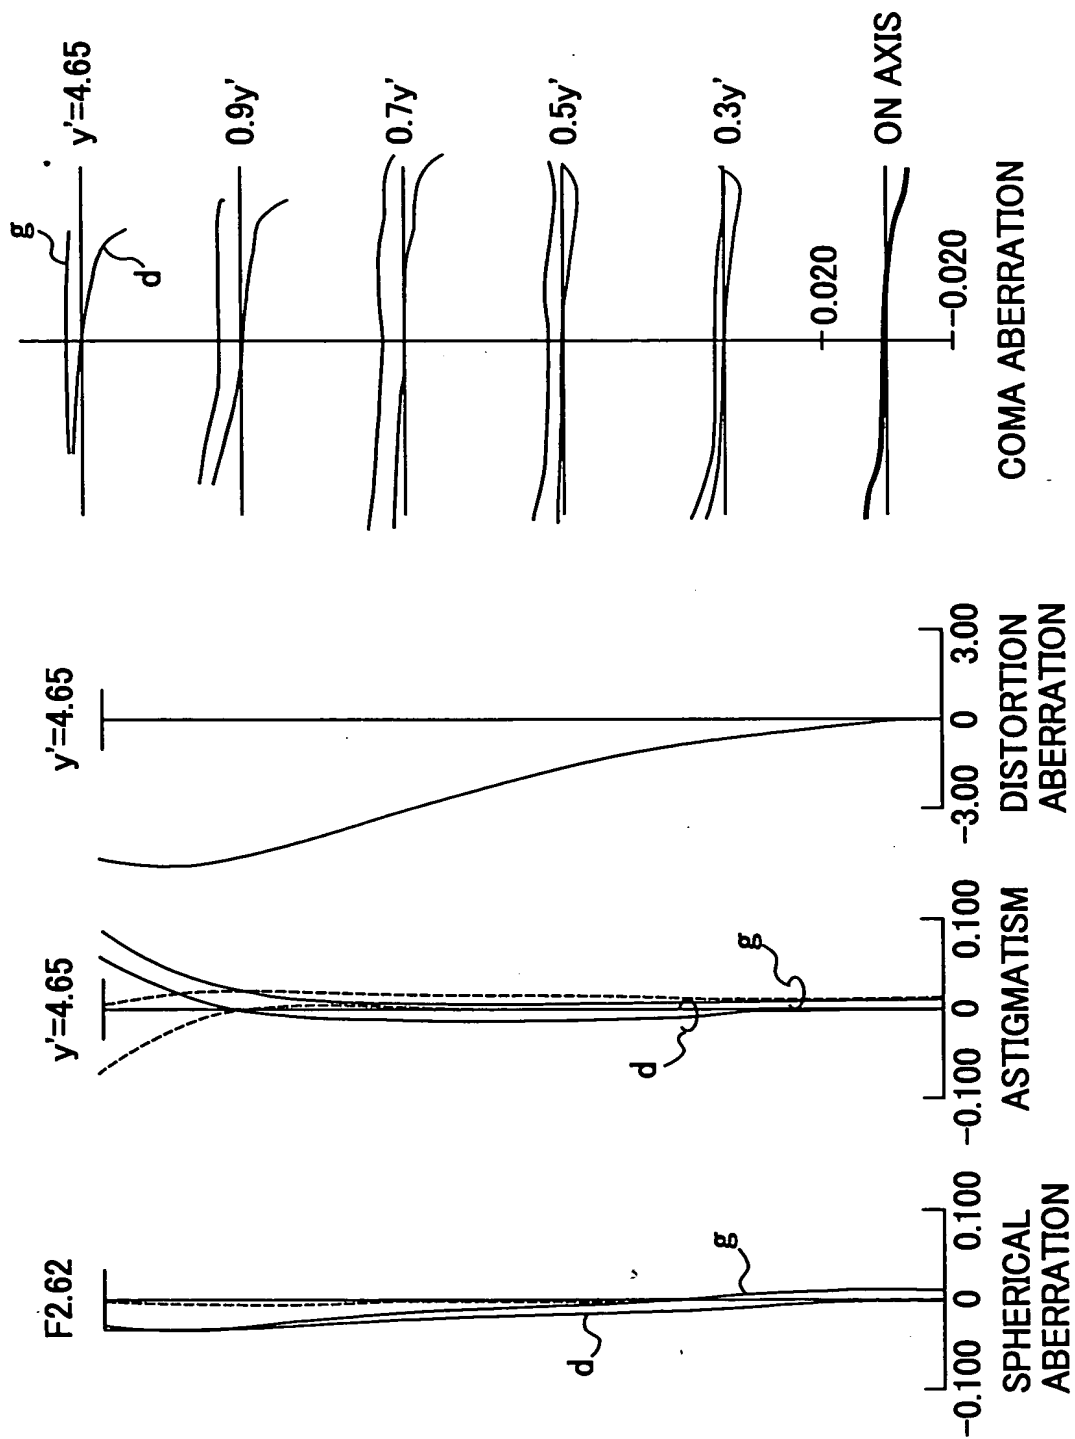 F2.62
g
d
−0.100
0
0.100
SPHERICAL
ABERRATION
y'=4.65
g
d
−0.100
0
0.100
ASTIGMATISM
y'=4.65
−3.00
0
3.00
DISTORTION
ABERRATION
g
d
y'=4.65
0.9y'
0.7y'
0.5y'
0.3y'
0.020
ON AXIS
−0.020
COMA ABERRATION